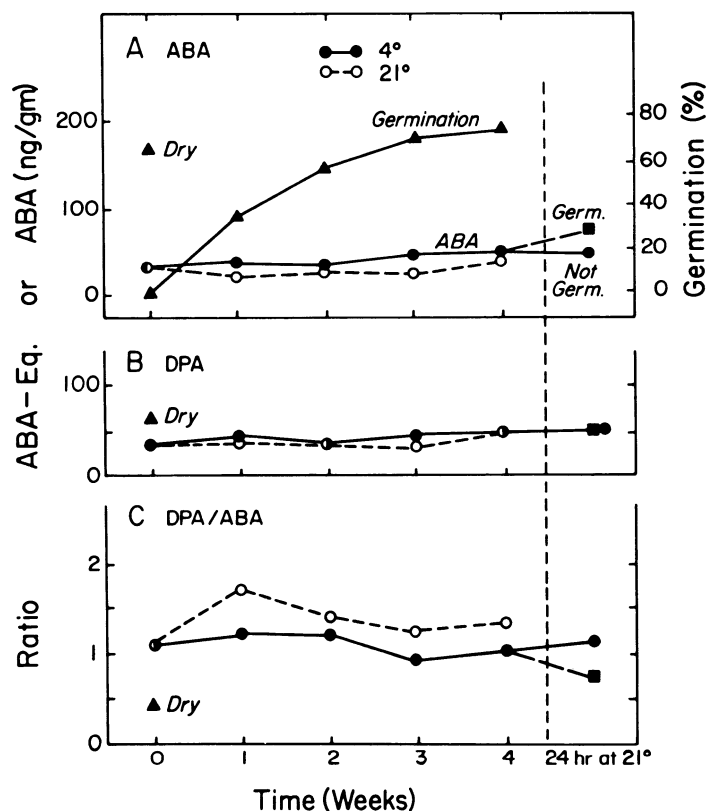 A ABA
4°
21°
200
100
0
Dry
Germination
ABA
Germ.
Not
Germ.
80
60
40
20
0
Germination (%)
ABA-Eq. or ABA (ng/gm)
B DPA
100
0
Dry
C DPA/ABA
2
1
0
Dry
Ratio
0 1 2 3 4 24 hr at 21°
Time (Weeks)